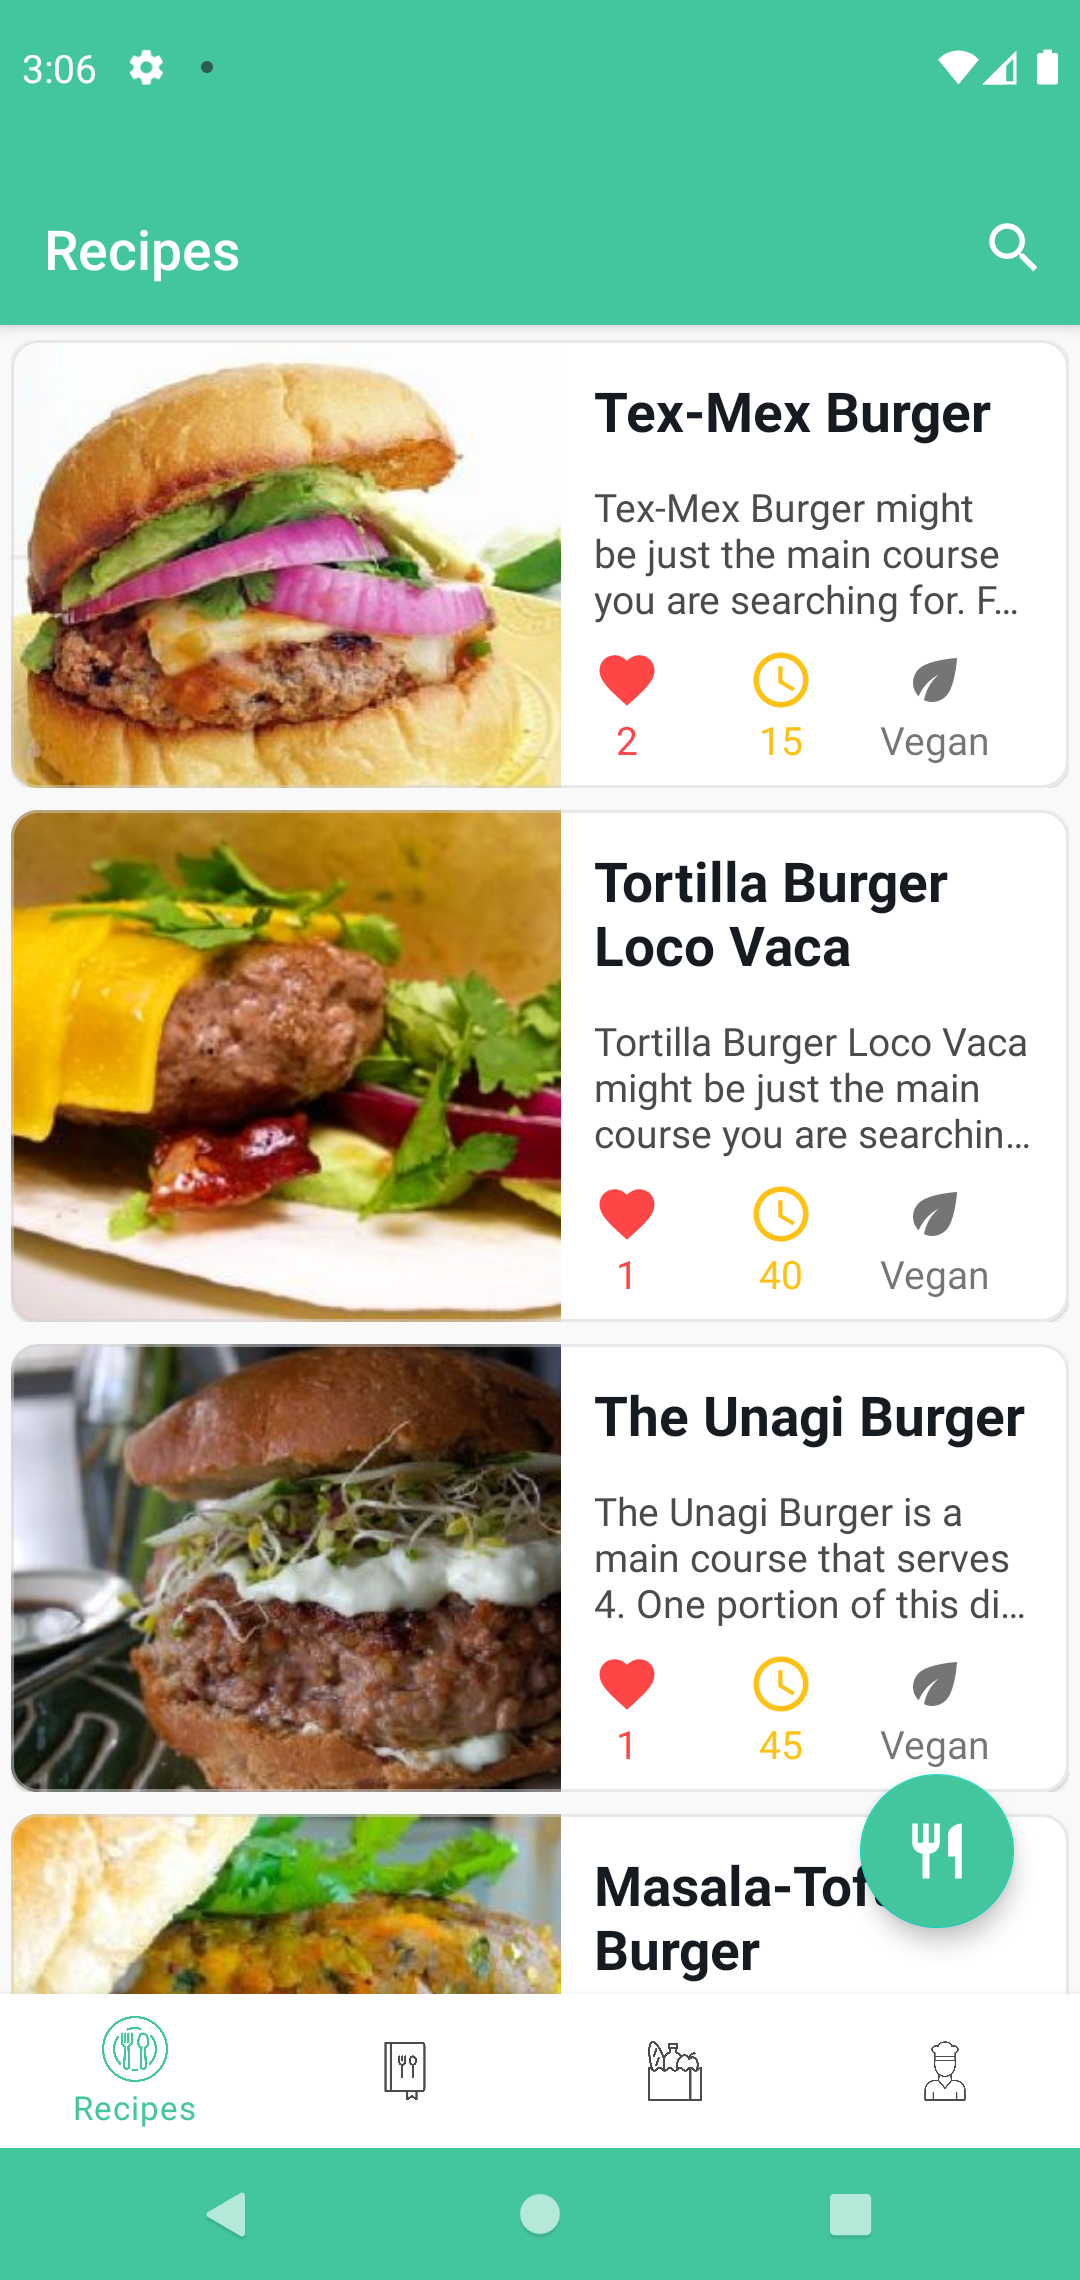 3:06
Recipes
Tex-Mex Burger
Tex-Mex Burger might
be just the main course
you are searching for. F...
2
15
Vegan
Tortilla Burger
Loco Vaca
Tortilla Burger Loco Vaca
might be just the main
course you are searchin...
1
40
Vegan
The Unagi Burger
The Unagi Burger is a
main course that serves
4. One portion of this di...
1
45
Vegan
Burger
Recipes